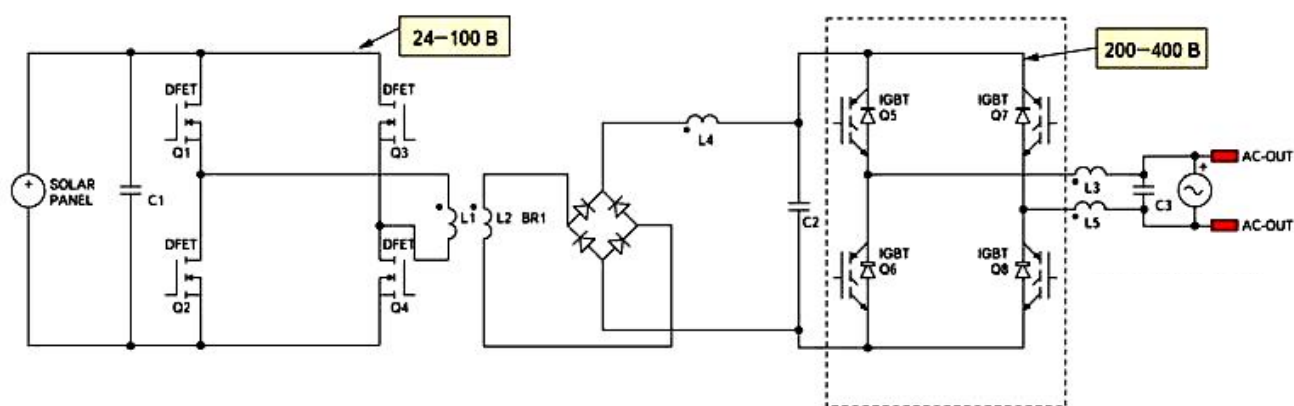 24–100 В
200–400 В
DFET
Q1
DFET
Q3
IGBT
Q5
IGBT
Q7
L4
AC-OUT
SOLAR
PANEL
C1
L1
L2 BR1
C2
L3
C3
+
L5
AC-OUT
DFET
Q2
DFET
Q4
IGBT
Q6
IGBT
Q8
+